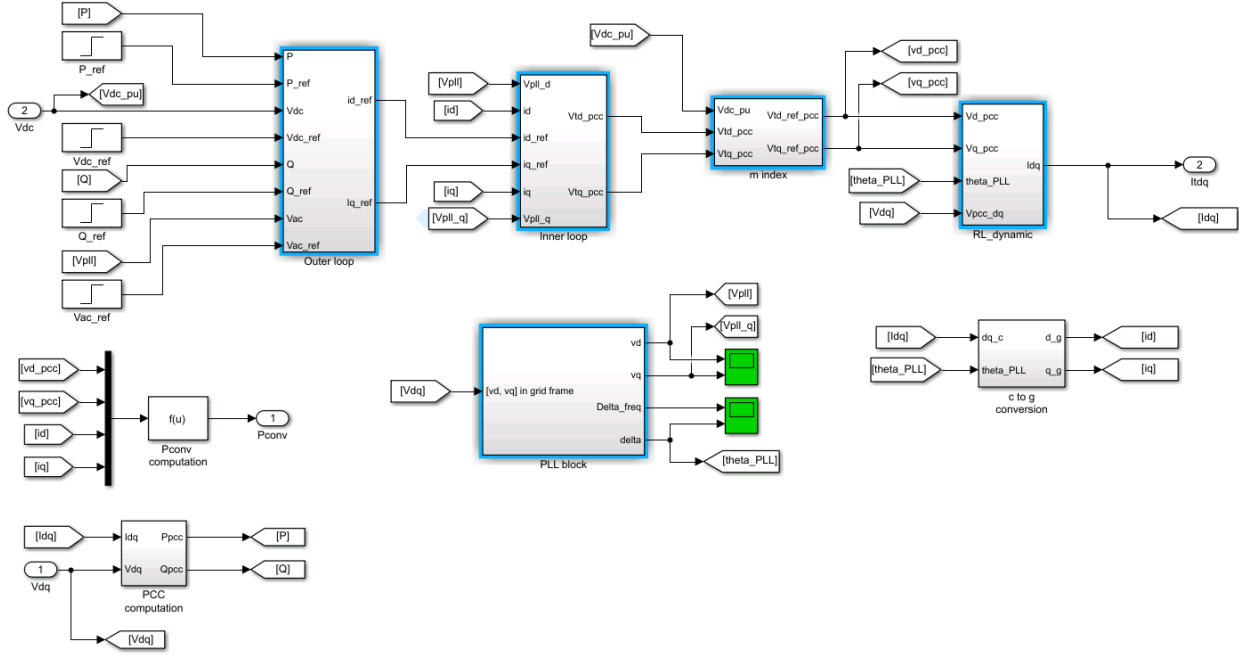 [P]
P_ref
[Vdc_pu]
2
Vdc
Vdc_ref
[Q]
Q_ref
[Vpll]
Vac_ref
P
P_ref
Vdc
Vdc_ref
Q
Q_ref
Vac
Vac_ref
id_ref
Iq_ref
Outer loop
[Vpll]
[id]
[iq]
[Vpll_q]
Vpll_d
id
id_ref
iq_ref
iq
Vpll_q
Vtd_pcc
Vtq_pcc
Inner loop
[Vdc_pu]
Vdc_pu
Vtd_pcc
Vtq_pcc
Vtd_ref_pcc
Vtq_ref_pcc
m index
[vd_pcc]
[vq_pcc]
[theta_PLL]
[Vdq]
Vd_pcc
Vq_pcc
theta_PLL
Vpcc_dq
Idq
RL_dynamic
2
Itdq
[Idq]
[vd_pcc]
[vq_pcc]
[id]
[iq]
f(u)
Pconv
computation
1
Pconv
[Vdq]
[vd, vq] in grid frame
vd
vq
Delta_freq
delta
PLL block
[Vpll]
[Vpll_q]
[theta_PLL]
[Idq]
[theta_PLL]
dq_c
theta_PLL
d_g
q_g
c to g
conversion
[id]
[iq]
[Idq]
1
Vdq
Idq
Vdq
Ppcc
Qpcc
PCC
computation
[P]
[Q]
[Vdq]